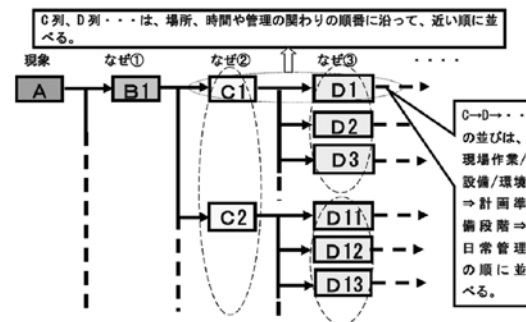 C列、D列・・・は、場所、時間や管理の関わりの順番に沿って、近い順に並
べる。
現象 なぜ① なぜ② なぜ③ ・・・・
A B1 C1 D1
D2
D3
C2 D11
D12
D13
C→D→・・
の並びは、
現場作業/
設備/環境
⇒計画準
備段階⇒
日常管理
の順に並
べる。